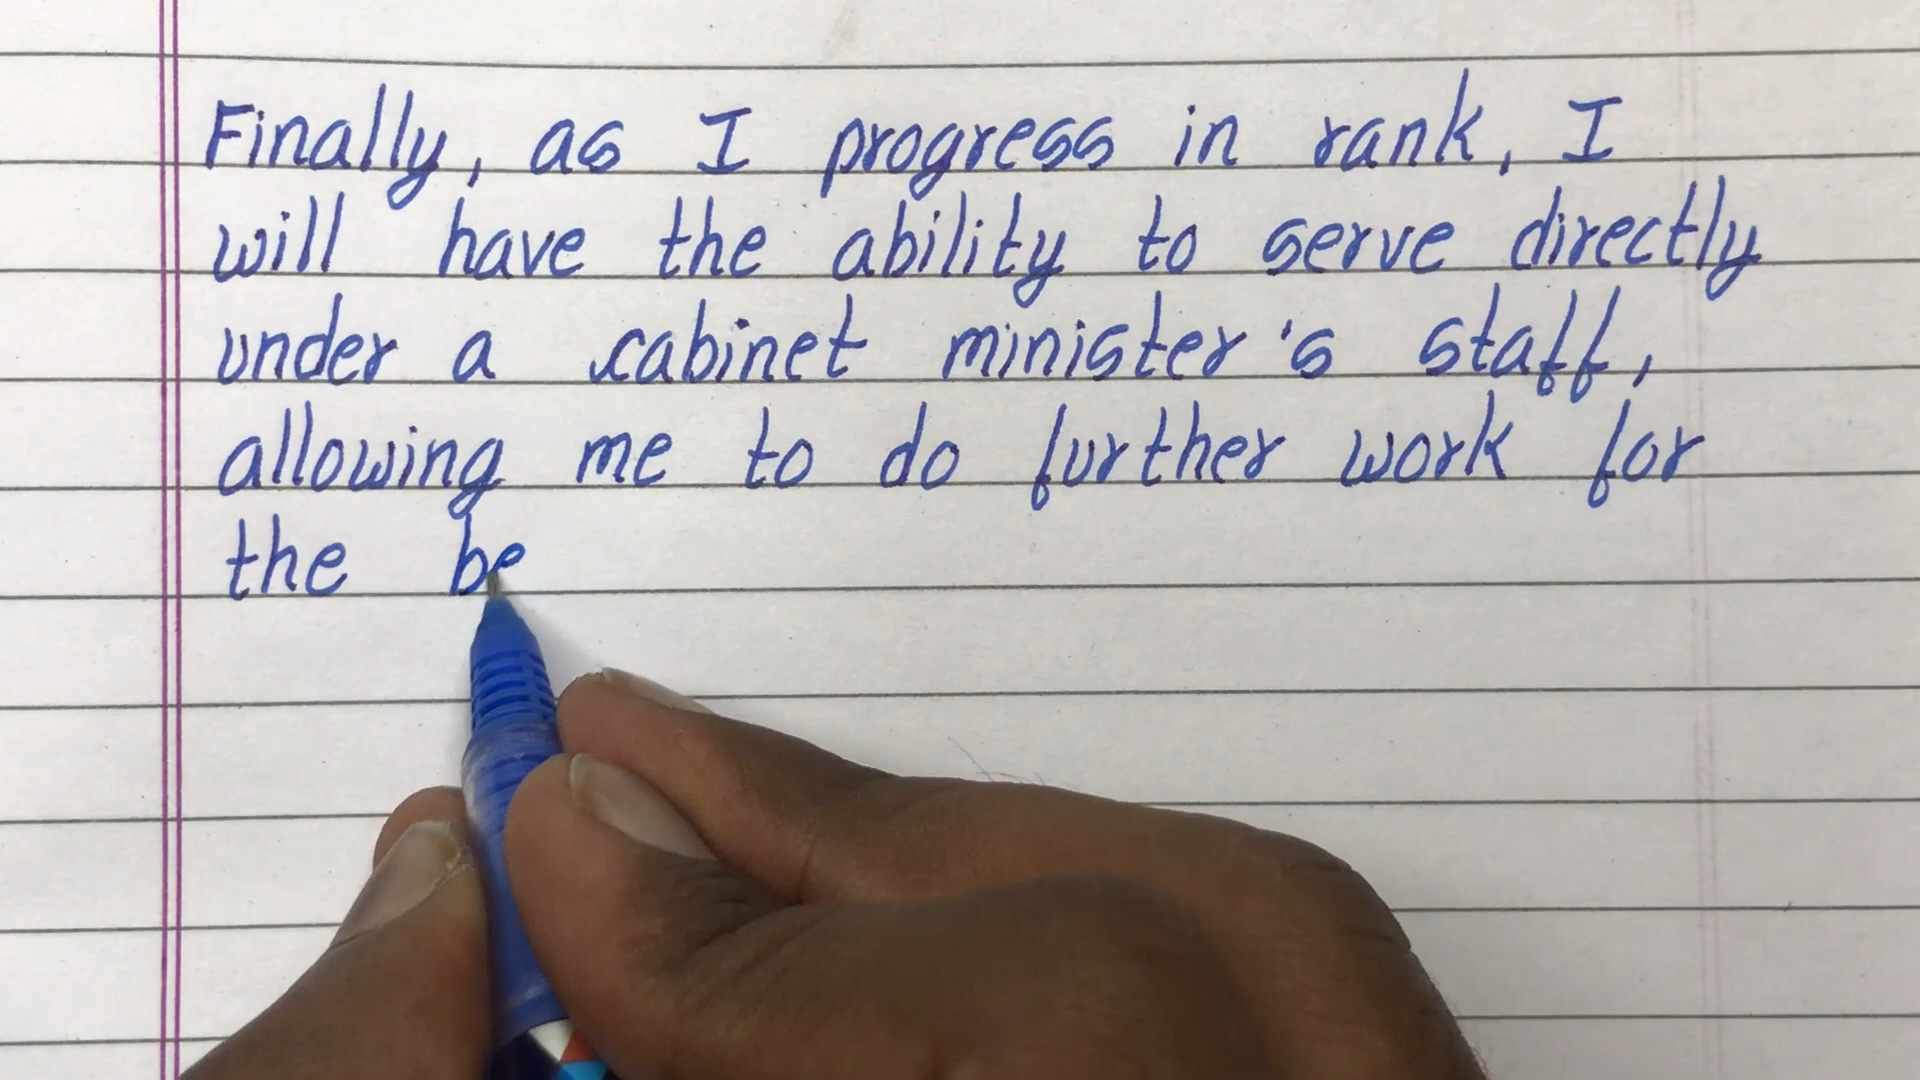 Finally, as I progress in rank, I
will have the ability to serve directly
under a cabinet minister's staff,
allowing me to do further work for
the be